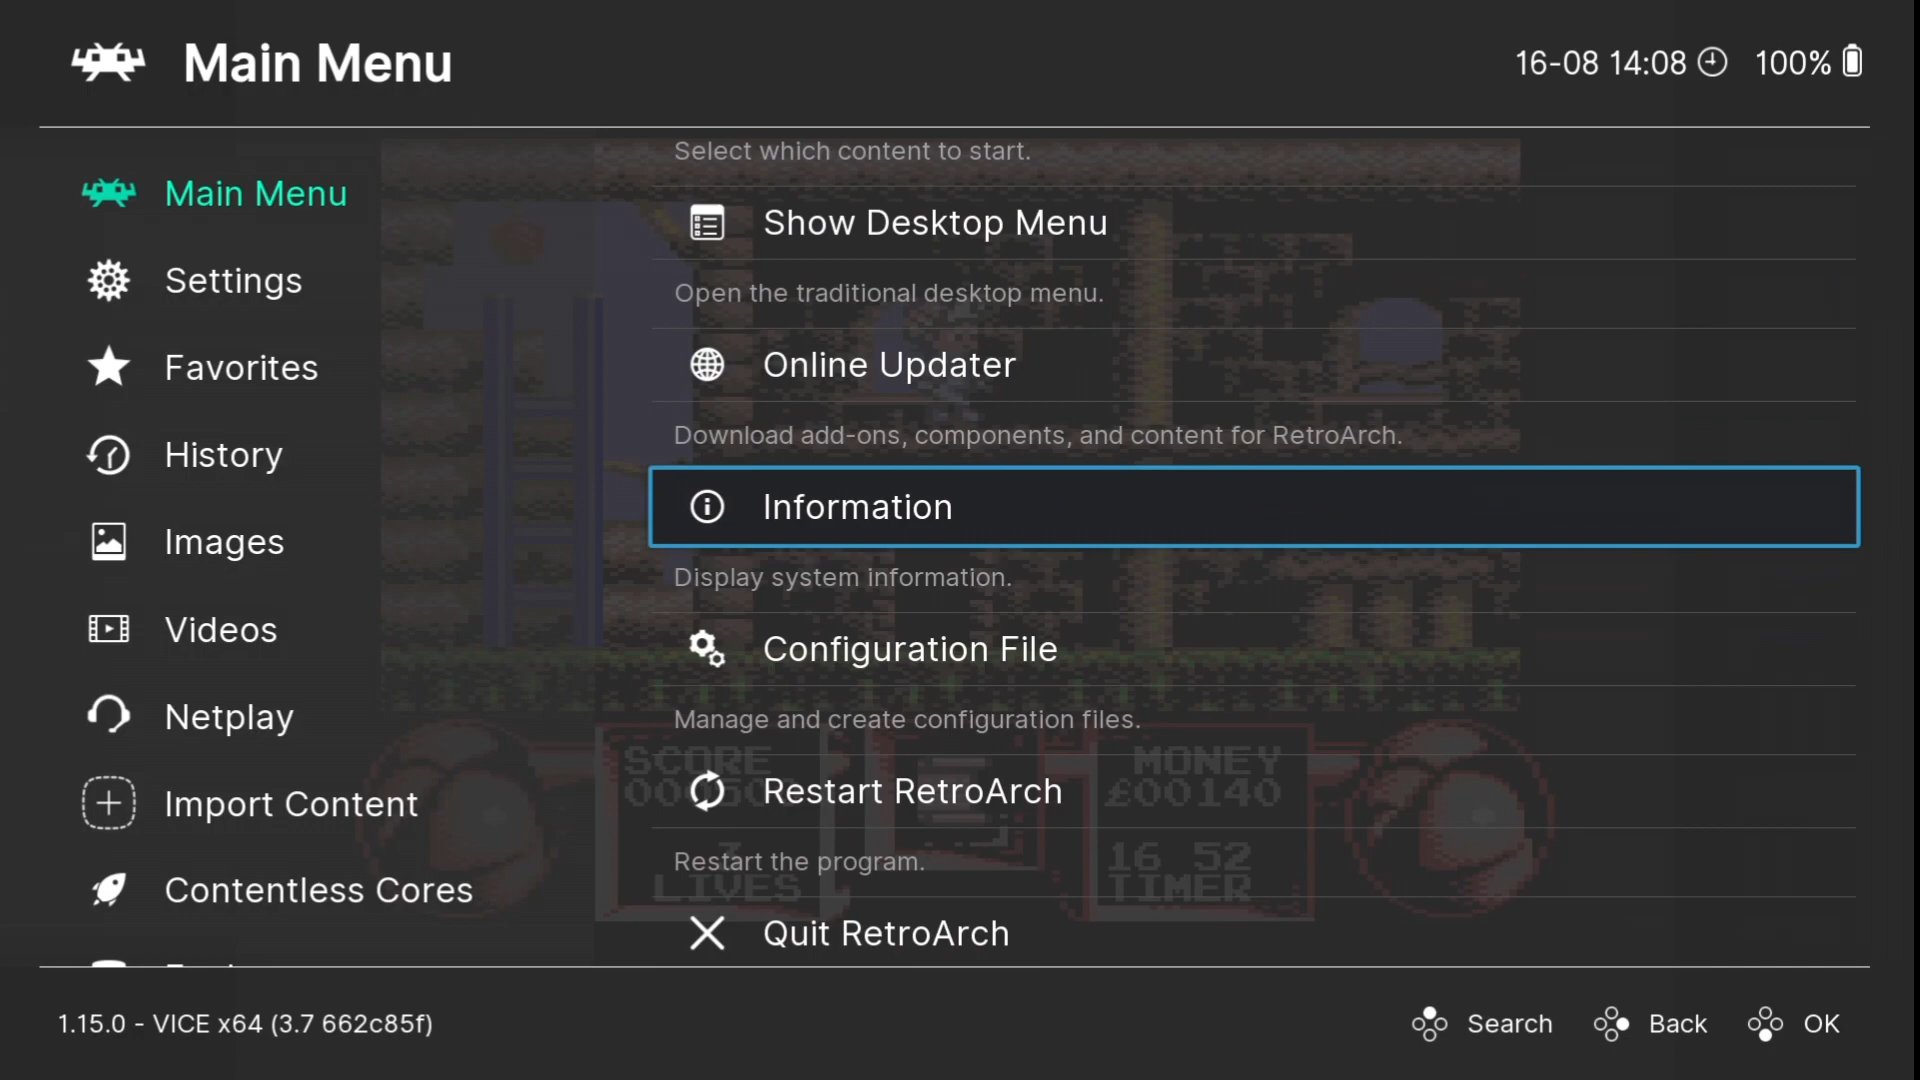 Main Menu
16-08 14:08
100%
Main Menu
Settings
Favorites
History
Images
Videos
Netplay
Import Content
Contentless Cores
Select which content to start.
Show Desktop Menu
Open the traditional desktop menu.
Online Updater
Download add-ons, components, and content for RetroArch.
Information
Display system information.
Configuration File
Manage and create configuration files.
Restart RetroArch
Restart the program.
Quit RetroArch
SCORE
3
LIVES
MONEY
£00140
16 52
TIMER
1.15.0 - VICE x64 (3.7 662c85f)
Search
Back
OK